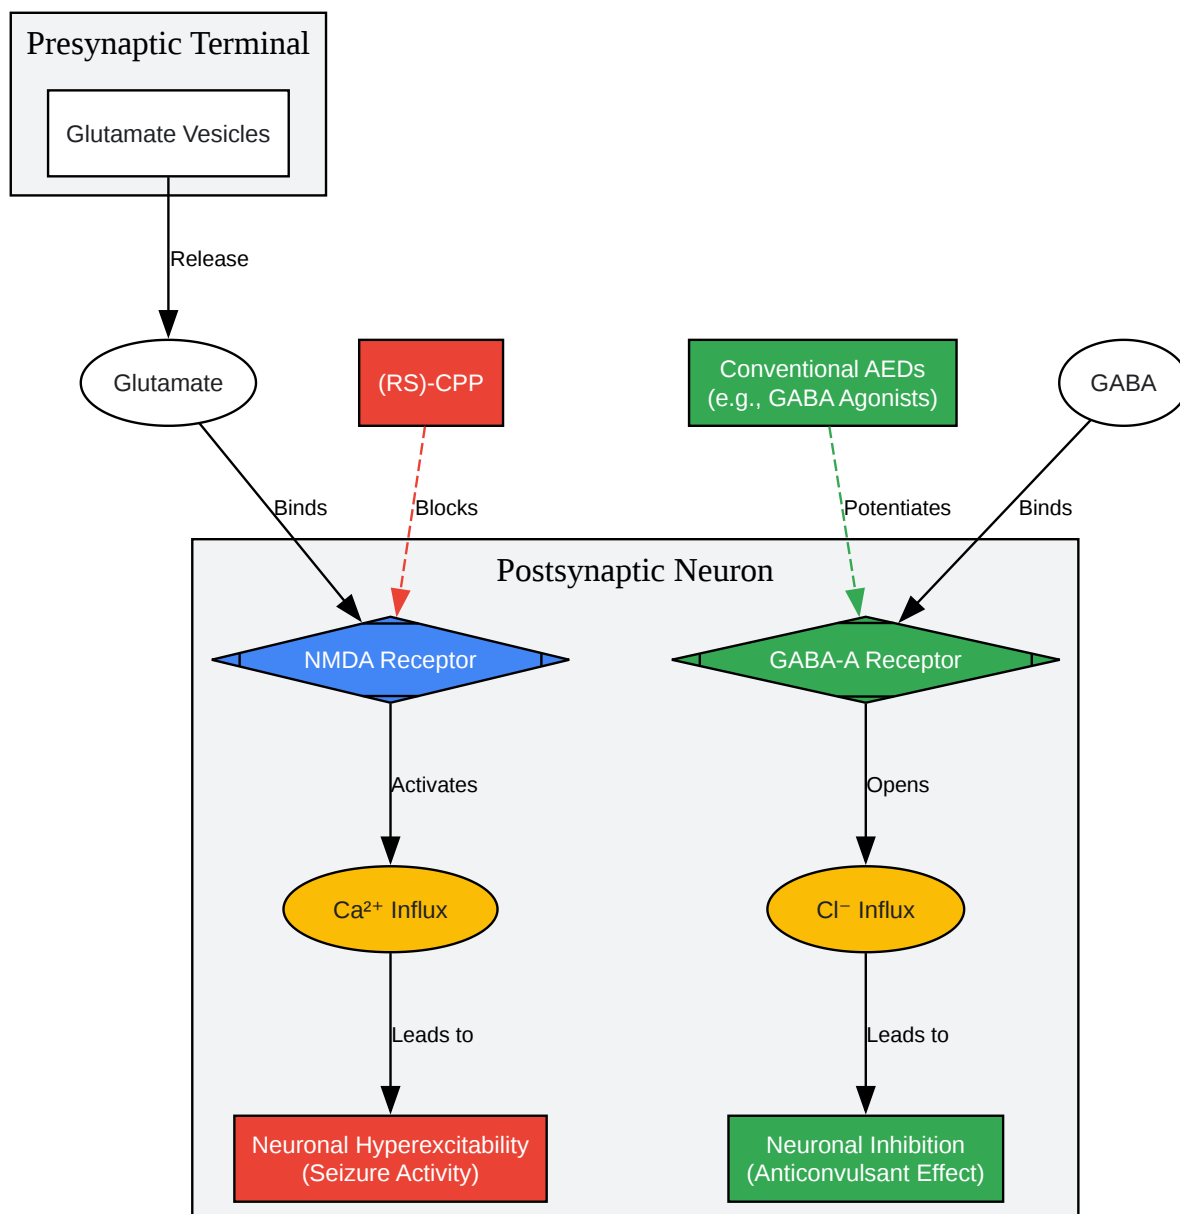 Presynaptic Terminal
Glutamate Vesicles
Release
Glutamate
(RS)-CPP
Conventional AEDs
(e.g., GABA Agonists)
GABA
Binds
Blocks
Potentiates
Binds
Postsynaptic Neuron
NMDA Receptor
GABA-A Receptor
Activates
Opens
Ca²⁺ Influx
Cl⁻ Influx
Leads to
Leads to
Neuronal Hyperexcitability
(Seizure Activity)
Neuronal Inhibition
(Anticonvulsant Effect)